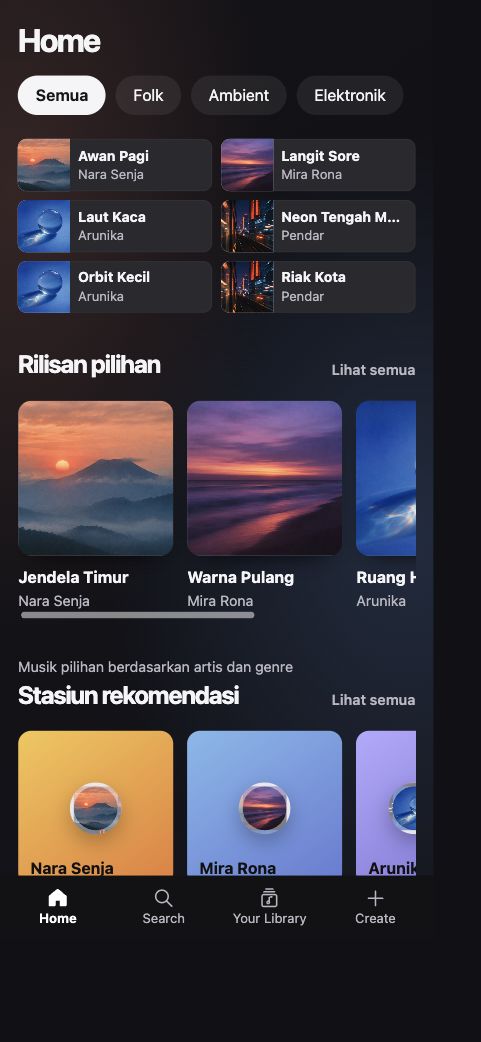 Home
Semua
Folk
Ambient
Elektronik
Awan Pagi
Nara Senja
Langit Sore
Mira Rona
Laut Kaca
Arunika
Neon Tengah M...
Pendar
Orbit Kecil
Arunika
Riak Kota
Pendar
Rilisan pilihan
Lihat semua
Jendela Timur
Nara Senja
Warna Pulang
Mira Rona
Ruang
Arunika
Musik pilihan berdasarkan artis dan genre
Stasiun rekomendasi
Lihat semua
Nara Senja
Mira Rona
Home
Search
Your Library
Create